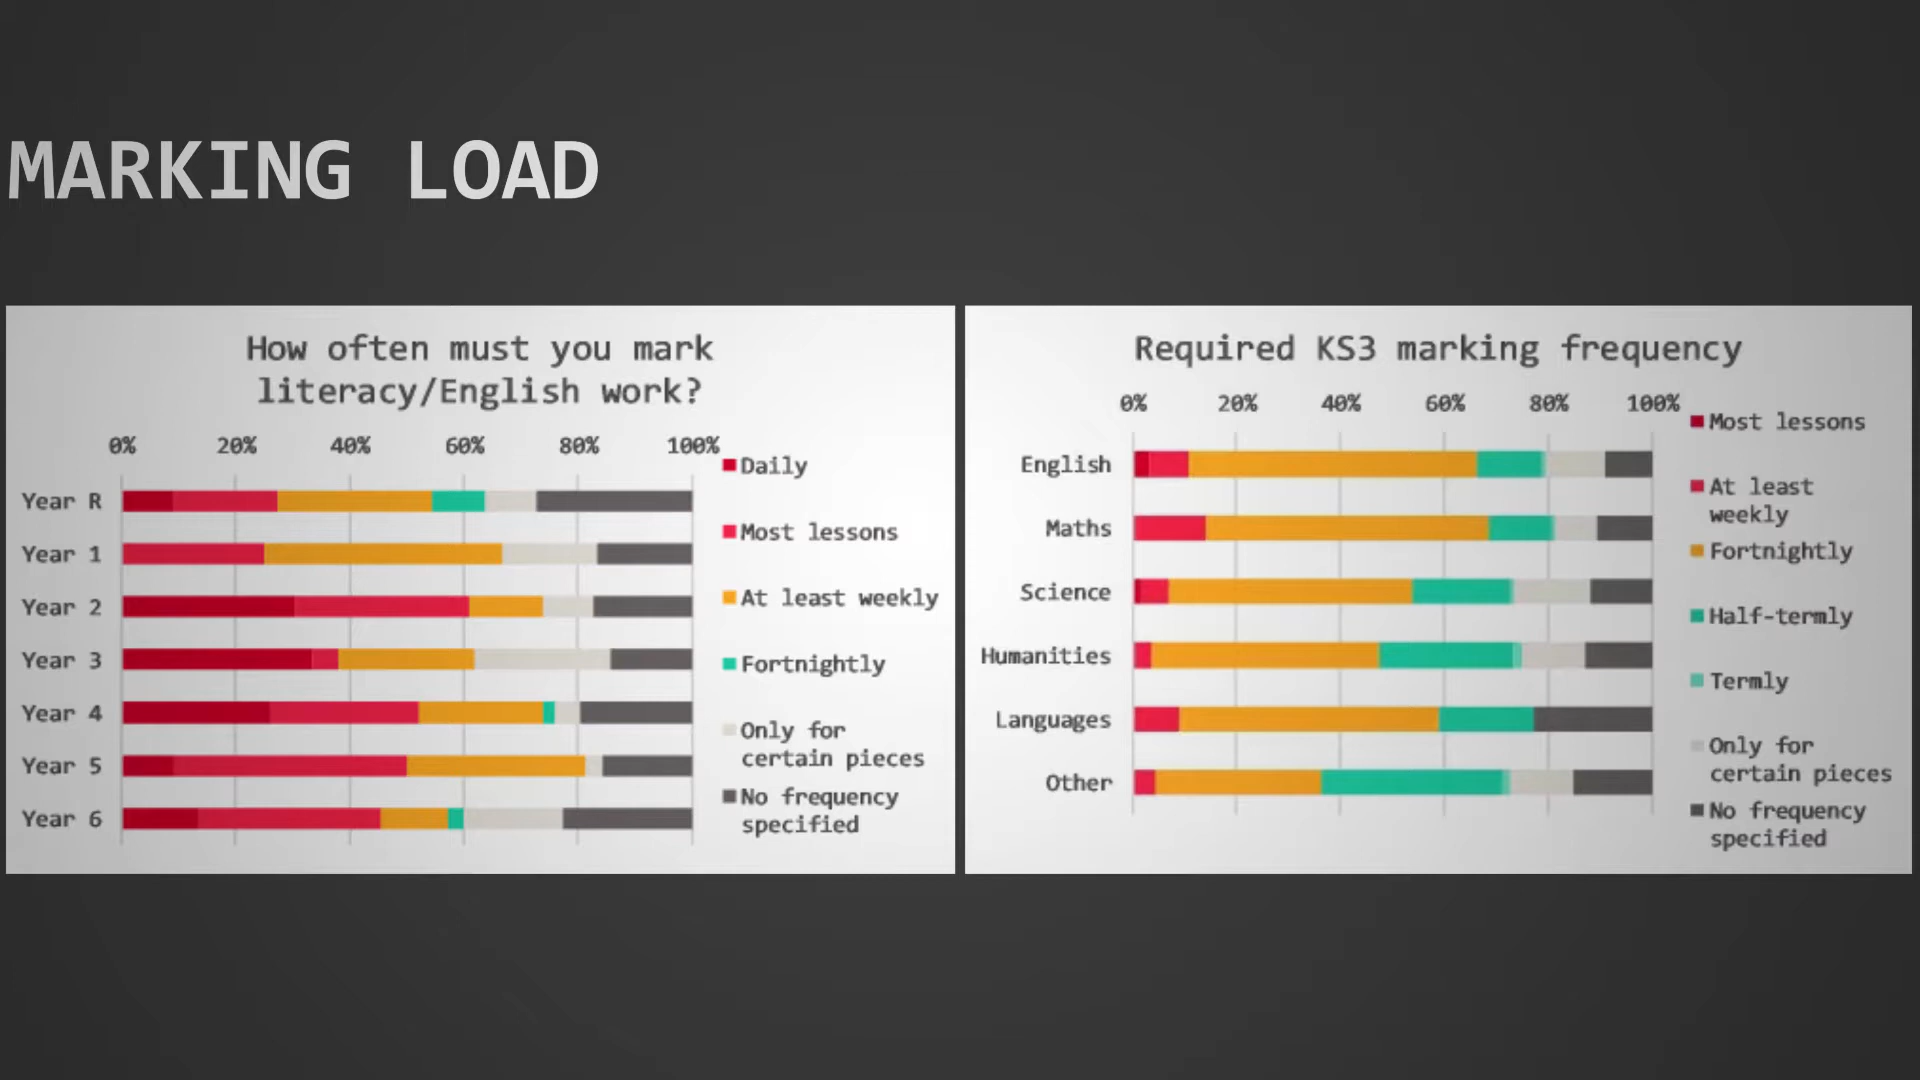 MARKING LOAD
How often must you mark
literacy/English work?
0% 20% 40% 60% 80% 100%
Year R
Year 1
Year 2
Year 3
Year 4
Year 5
Year 6
Daily
Most lessons
At least weekly
Fortnightly
Only for
certain pieces
No frequency
specified
Required KS3 marking frequency
0% 20% 40% 60% 80% 100%
English
Maths
Science
Humanities
Languages
Other
Most lessons
At least
weekly
Fortnightly
Half-termly
Termly
Only for
certain pieces
No frequency
specified